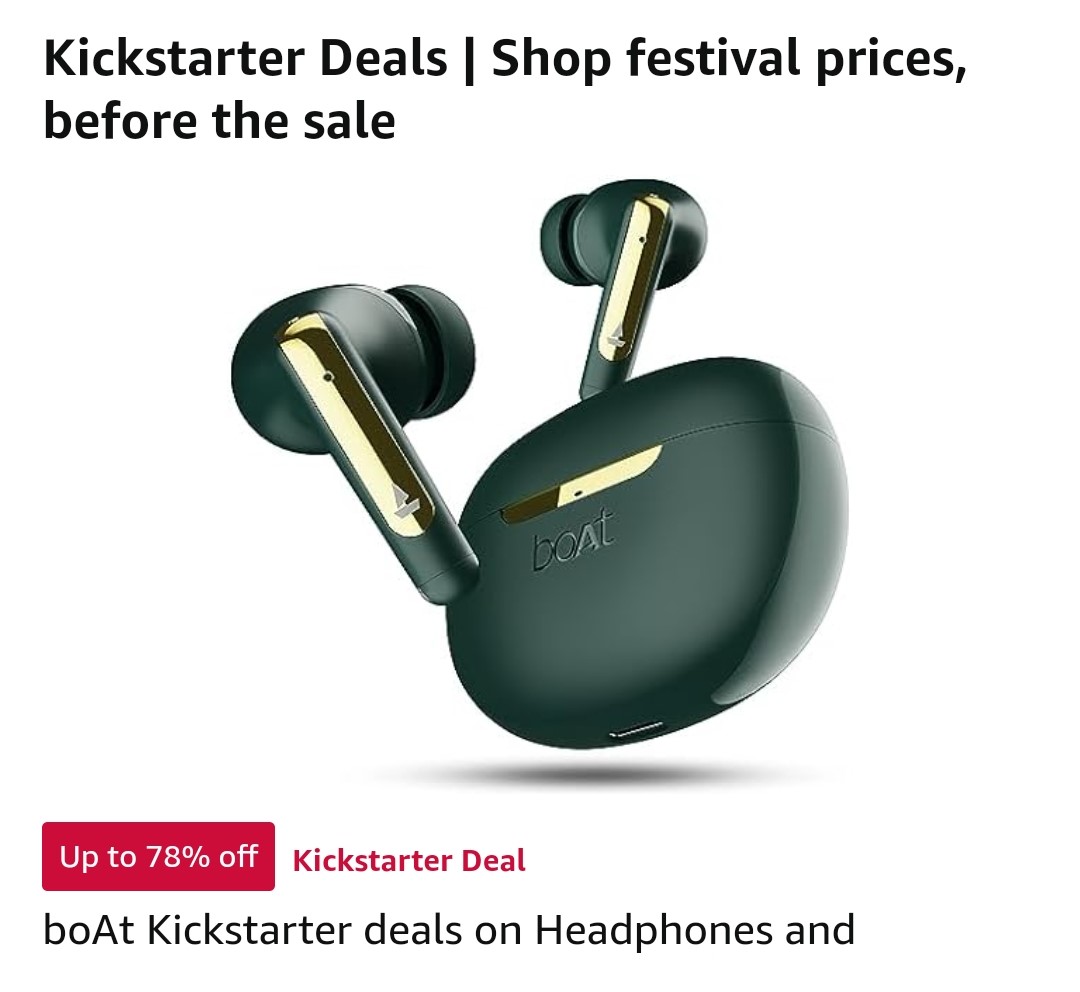 Kickstarter Deals | Shop festival prices,
before the sale
boAt
Up to 78% off
Kickstarter Deal
boAt Kickstarter deals on Headphones and